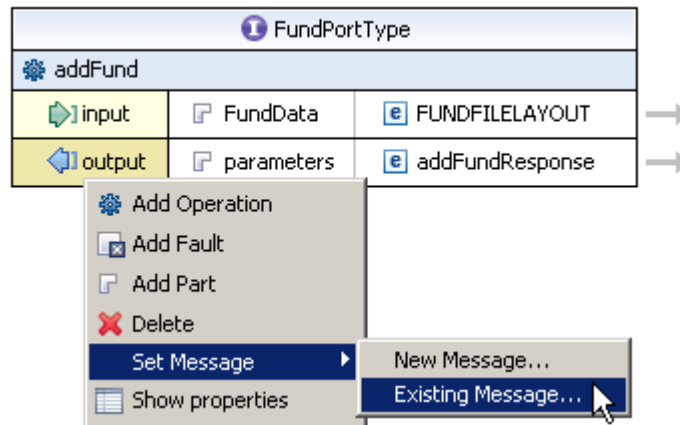 FundPortType
addFund
input FundData FUNDFILELAYOUT
output parameters addFundResponse
Add Operation
Add Fault
Add Part
Delete
Set Message
New Message...
Show properties
Existing Message...